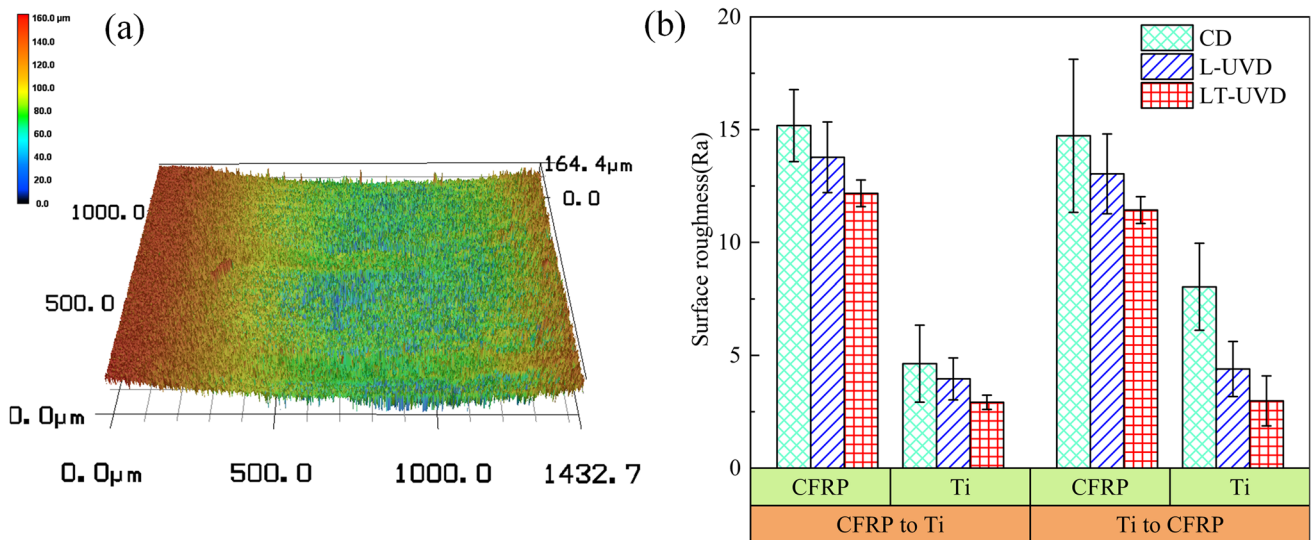 (a)
160.0 µm
140.0
120.0
100.0
80.0
60.0
40.0
20.0
0.0
164.4µm
0.0
1000.0
500.0
0.0µm
0.0µm 500.0 1000.0 1432.7
(b)
20
15
10
5
0
Surface roughness(Ra)
CD
L-UVD
LT-UVD
CFRP Ti CFRP Ti
CFRP to Ti Ti to CFRP